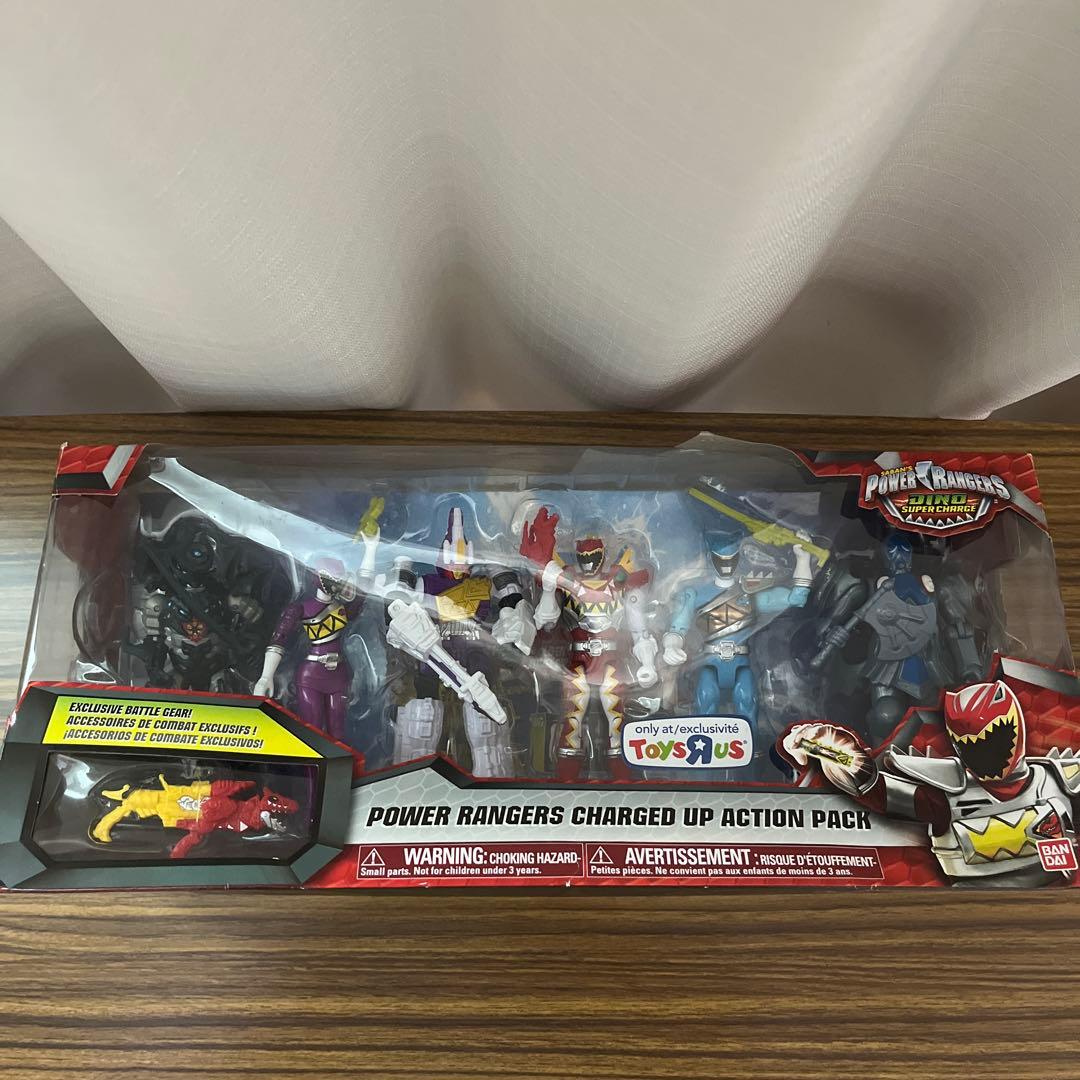 SABAN'S
POWER RANGERS
DINO
SUPER CHARGE
EXCLUSIVE BATTLE GEAR!
ACCESSOIRES DE COMBAT EXCLUSIFS !
¡ACCESORIOS DE COMBATE EXCLUSIVOS!
only at/exclusivité
TOYSRUS
POWER RANGERS CHARGED UP ACTION PACK
WARNING: CHOKING HAZARD-
Small parts. Not for children under 3 years.
AVERTISSEMENT : RISQUE D'ÉTOUFFEMENT-
Petites pièces. Ne convient pas aux enfants de moins de 3 ans.
BAN
DAI